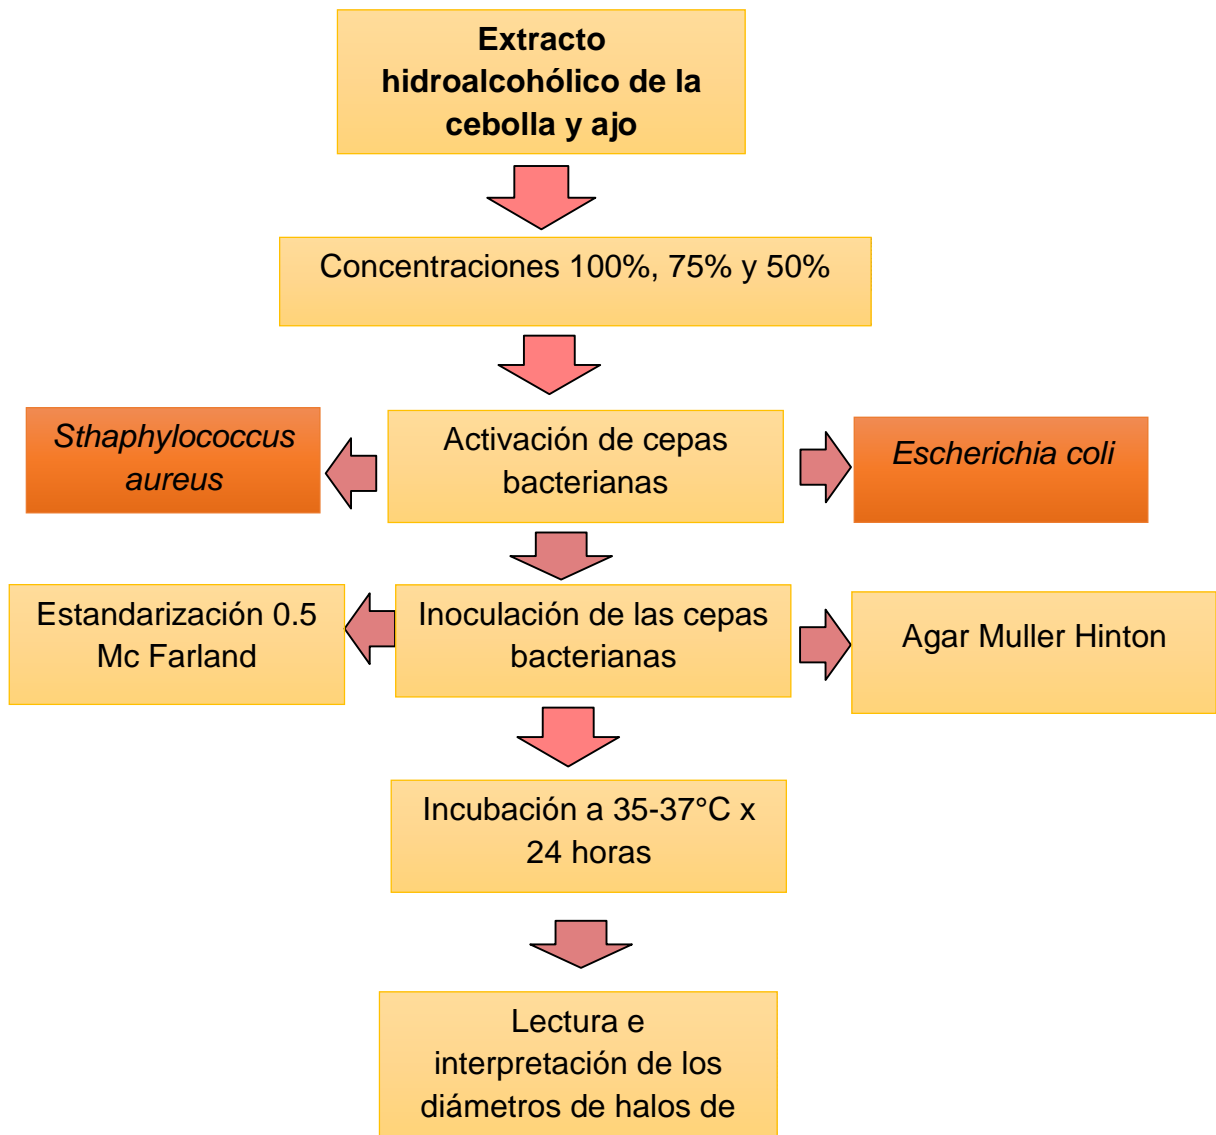 Extracto
hidroalcohólico de la
cebolla y ajo
Concentraciones 100%, 75% y 50%
Sthaphylococcus
aureus
Activación de cepas
bacterianas
Escherichia coli
Estandarización 0.5
Mc Farland
Inoculación de las cepas
bacterianas
Agar Muller Hinton
Incubación a 35-37°C x
24 horas
Lectura e
interpretación de los
diámetros de halos de